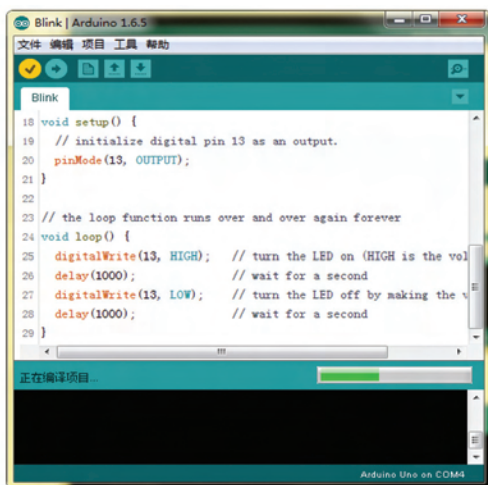 Blink | Arduino 1.6.5
文件 编辑 项目 工具 帮助
Blink
18 void setup() {
19   // initialize digital pin 13 as an output.
20   pinMode(13, OUTPUT);
21 }
22
23 // the loop function runs over and over again forever
24 void loop() {
25   digitalWrite(13, HIGH);   // turn the LED on (HIGH is the vol
26   delay(1000);              // wait for a second
27   digitalWrite(13, LOW);    // turn the LED off by making the v
28   delay(1000);              // wait for a second
29 }
正在编译项目...
Arduino Uno on COM4